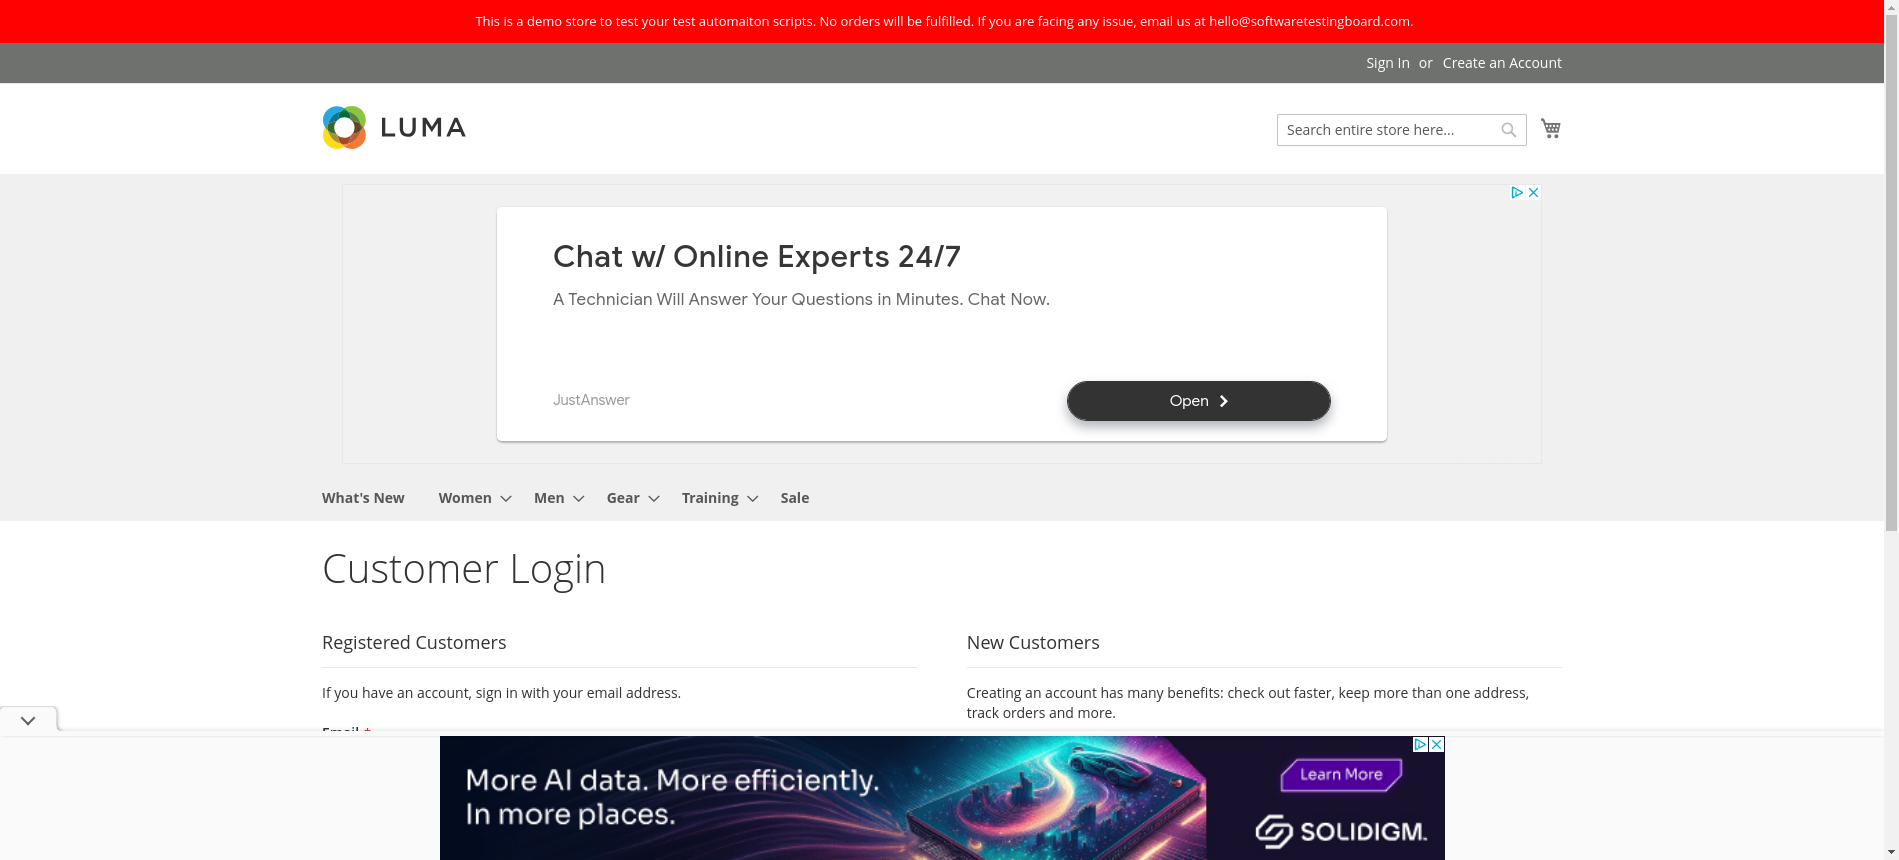 This is a demo store to test your test automaiton scripts. No orders will be fulfilled. If you are facing any issue, email us at hello@softwaretestingboard.com.
Sign In or Create an Account
LUMA
Search entire store here...
Chat w/ Online Experts 24/7
A Technician Will Answer Your Questions in Minutes. Chat Now.
JustAnswer
Open
What's New Women Men Gear Training Sale
Customer Login
Registered Customers
If you have an account, sign in with your email address.
Email *
New Customers
Creating an account has many benefits: check out faster, keep more than one address,
track orders and more.
More AI data. More efficiently.
In more places.
Learn More
SOLIDIGM.